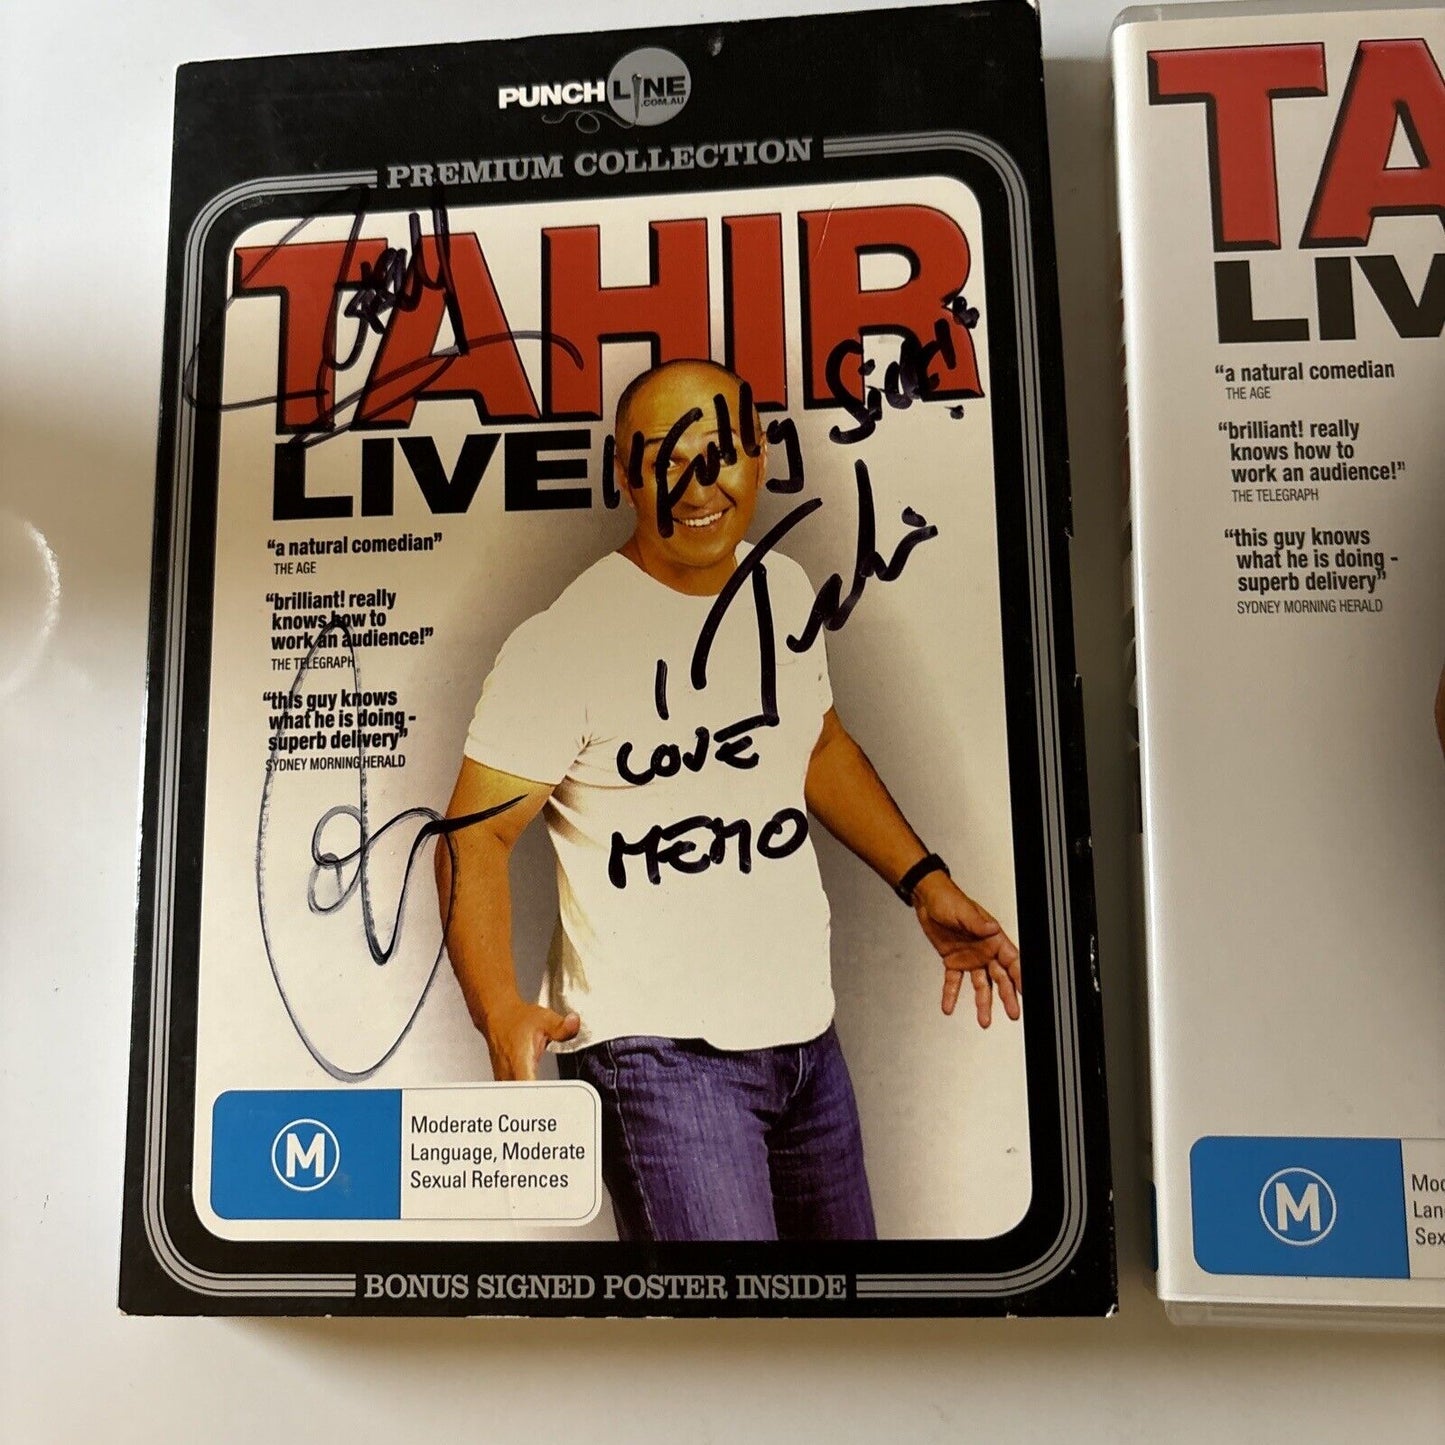 PUNCHLINE
.COM.AU
PREMIUM COLLECTION
TAHIR
LIVE
"Fully Sick!"
"a natural comedian"
THE AGE
"brilliant! really
knows how to
work an audience!"
THE TELEGRAPH
"this guy knows
what he is doing -
superb delivery"
SYDNEY MORNING HERALD
I
LOVE
MEMO
M
Moderate Course
Language, Moderate
Sexual References
BONUS SIGNED POSTER INSIDE
TA
LIV
"a natural comedian
THE AGE
"brilliant! really
knows how to
work an audience!"
THE TELEGRAPH
"this guy knows
what he is doing -
superb delivery"
SYDNEY MORNING HERALD
M
Mod
Lan
Sex